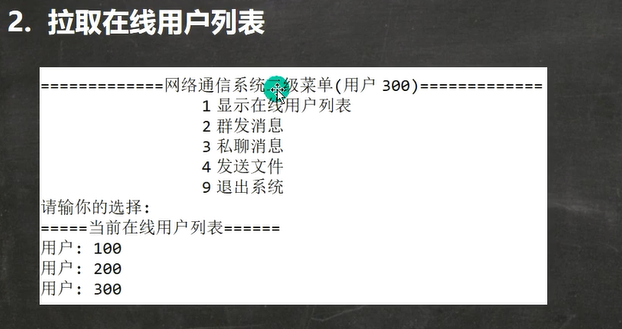 2. 拉取在线用户列表
=============网络通信系统二级菜单(用户 300)=============
1 显示在线用户列表
2 群发消息
3 私聊消息
4 发送文件
9 退出系统
请输你的选择:
=====当前在线用户列表======
用户: 100
用户: 200
用户: 300